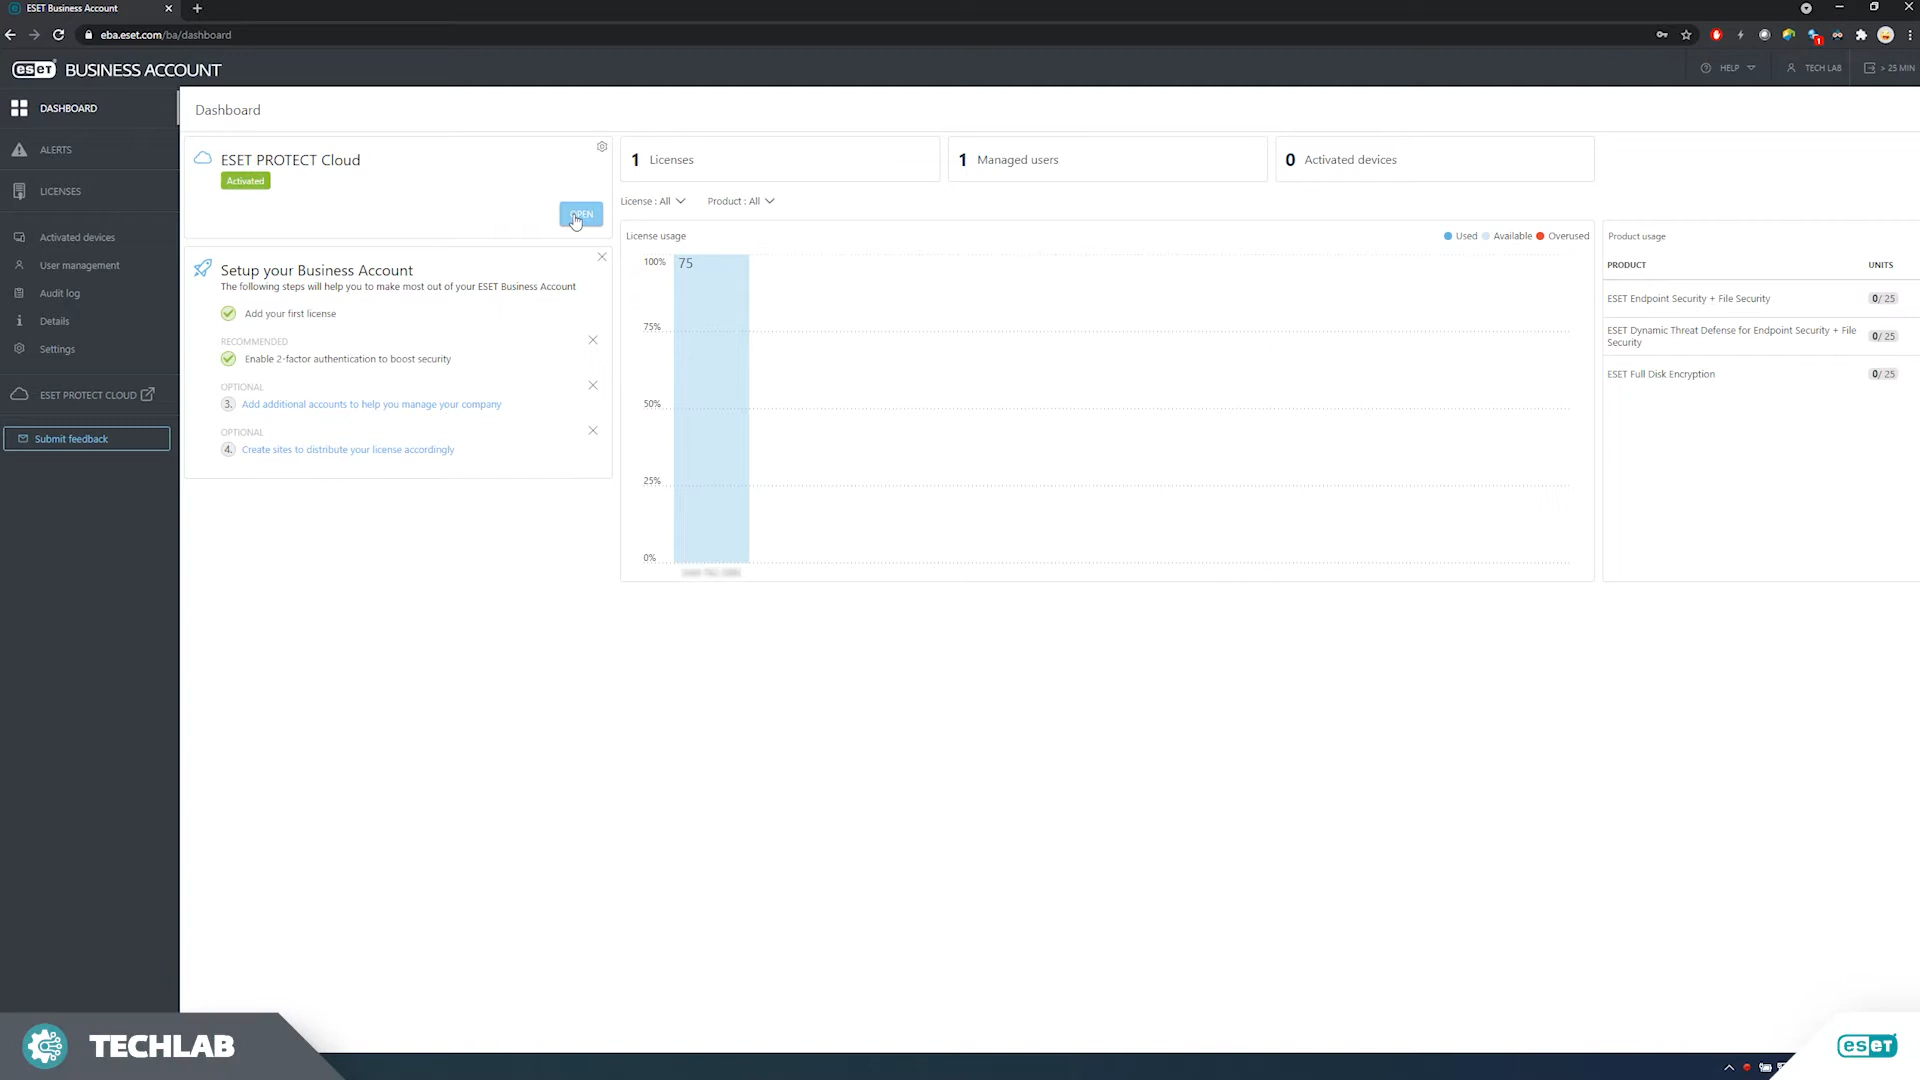 ESET Business Account
eba.eset.com/ba/dashboard
1
eset BUSINESS ACCOUNT
HELP
TECH LAB
> 25 MIN
DASHBOARD
ALERTS
LICENSES
Activated devices
User management
Audit log
Details
Settings
ESET PROTECT CLOUD
Submit feedback
Dashboard
ESET PROTECT Cloud
Activated
OPEN
Setup your Business Account
The following steps will help you to make most out of your ESET Business Account
Add your first license
RECOMMENDED
Enable 2-factor authentication to boost security
OPTIONAL
3. Add additional accounts to help you manage your company
OPTIONAL
4. Create sites to distribute your license accordingly
1 Licenses
1 Managed users
0 Activated devices
License : All
Product : All
License usage
Used Available Overused
100%
75
75%
50%
25%
0%
Product usage
PRODUCT UNITS
ESET Endpoint Security + File Security 0/ 25
ESET Dynamic Threat Defense for Endpoint Security + File
Security 0/ 25
ESET Full Disk Encryption 0/ 25
TECHLAB
eset